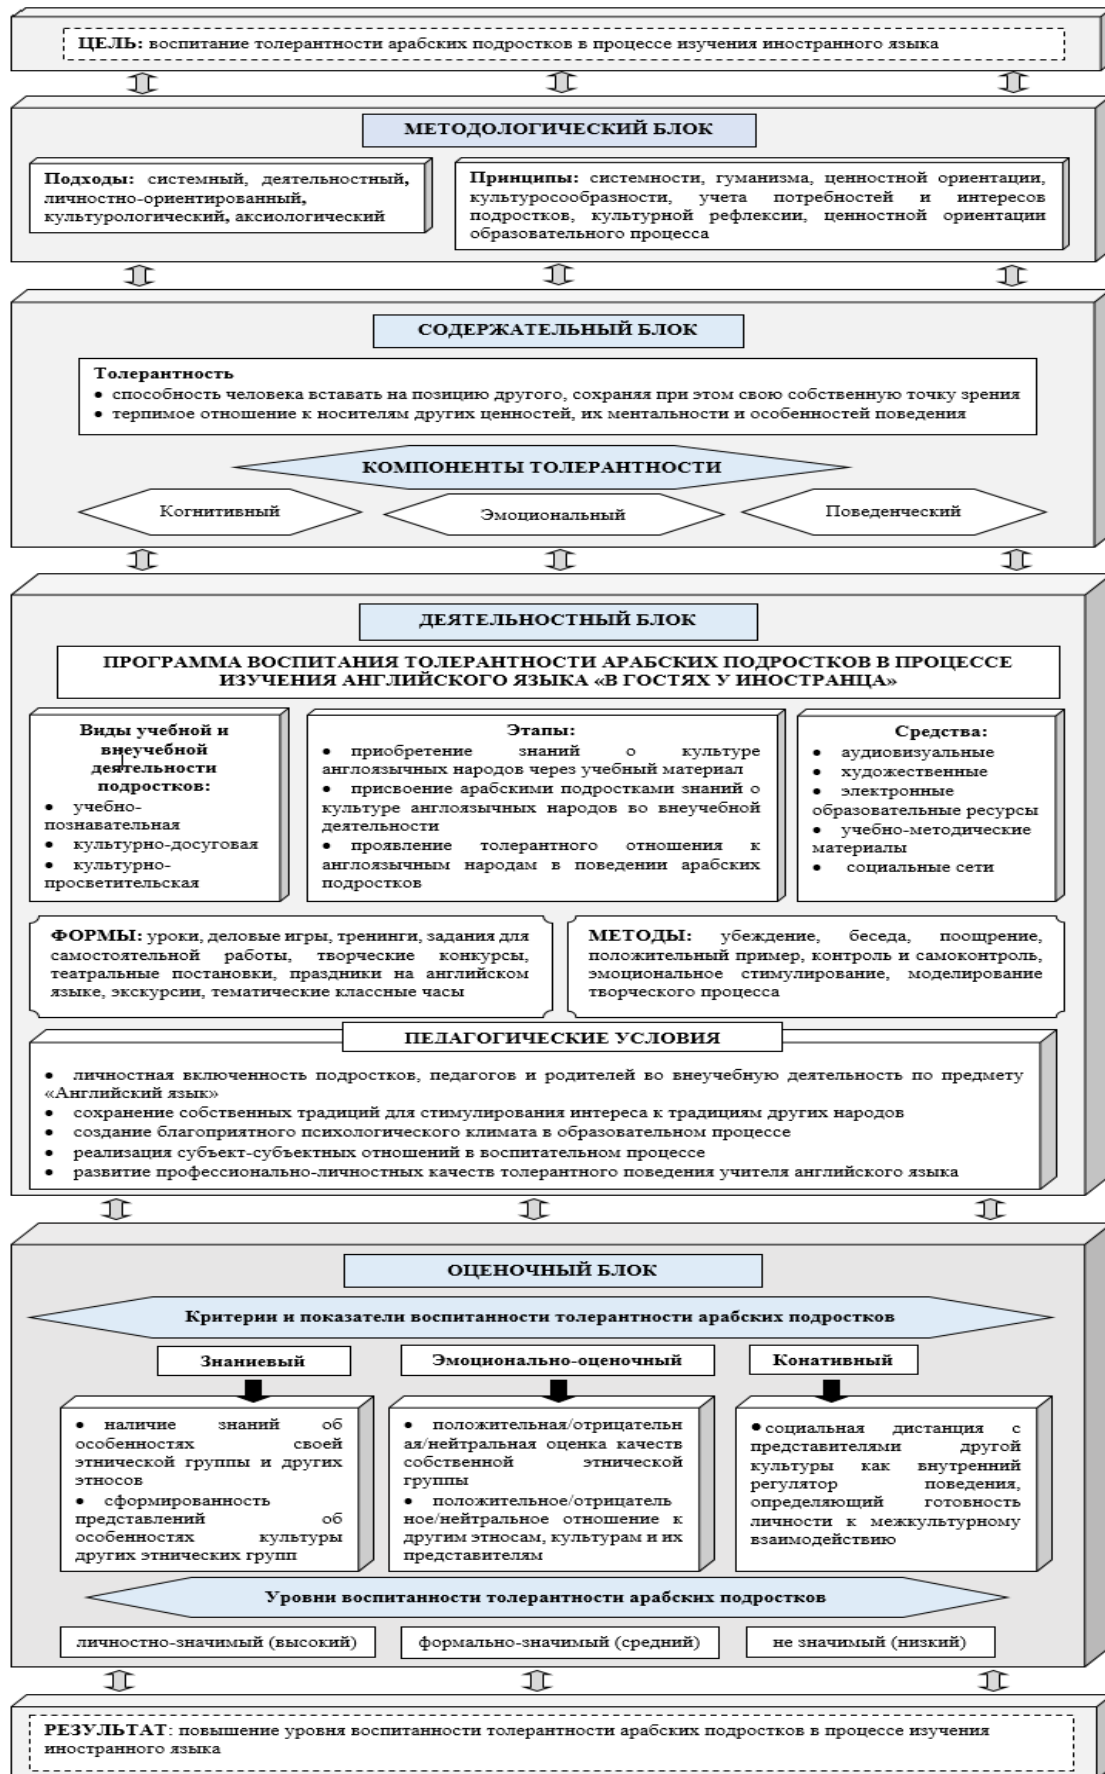 ЦЕЛЬ: воспитание толерантности арабских подростков в процессе изучения иностранного языка
МЕТОДОЛОГИЧЕСКИЙ БЛОК
Подходы: системный, деятельностный,
личностно-ориентированный,
культурологический, аксиологический
Принципы: системности, гуманизма, ценностной ориентации,
культуросообразности, учета потребностей и интересов
подростков, культурной рефлексии, ценностной ориентации
образовательного процесса
СОДЕРЖАТЕЛЬНЫЙ БЛОК
Толерантность
• способность человека вставать на позицию другого, сохраняя при этом свою собственную точку зрения
• терпимое отношение к носителям других ценностей, их ментальности и особенностей поведения
КОМПОНЕНТЫ ТОЛЕРАНТНОСТИ
Когнитивный
Эмоциональный
Поведенческий
ДЕЯТЕЛЬНОСТНЫЙ БЛОК
ПРОГРАММА ВОСПИТАНИЯ ТОЛЕРАНТНОСТИ АРАБСКИХ ПОДРОСТКОВ В ПРОЦЕССЕ
ИЗУЧЕНИЯ АНГЛИЙСКОГО ЯЗЫКА «В ГОСТЯХ У ИНОСТРАНЦА»
Виды учебной и
внеучебной
деятельности
подростков:
• учебно-
познавательная
• культурно-досуговая
• культурно-
просветительская
Этапы:
• приобретение знаний о культуре
англоязычных народов через учебный материал
• присвоение арабскими подростками знаний о
культуре англоязычных народов во внеучебной
деятельности
• проявление толерантного отношения к
англоязычным народам в поведении арабских
подростков
Средства:
• аудиовизуальные
• художественные
• электронные
образовательные ресурсы
• учебно-методические
материалы
• социальные сети
ФОРМЫ: уроки, деловые игры, тренинги, задания для
самостоятельной работы, творческие конкурсы,
театральные постановки, праздники на английском
языке, экскурсии, тематические классные часы
МЕТОДЫ: убеждение, беседа, поощрение,
положительный пример, контроль и самоконтроль,
эмоциональное стимулирование, моделирование
творческого процесса
ПЕДАГОГИЧЕСКИЕ УСЛОВИЯ
• личностная включенность подростков, педагогов и родителей во внеучебную деятельность по предмету
«Английский язык»
• сохранение собственных традиций для стимулирования интереса к традициям других народов
• создание благоприятного психологического климата в образовательном процессе
• реализация субъект-субъектных отношений в воспитательном процессе
• развитие профессионально-личностных качеств толерантного поведения учителя английского языка
ОЦЕНОЧНЫЙ БЛОК
Критерии и показатели воспитанности толерантности арабских подростков
Знаниевый
Эмоционально-оценочный
Конативный
• наличие знаний об
особенностях своей
этнической группы и других
этносов
• сформированность
представлений об
особенностях культуры
других этнических групп
• положительная/отрицательн
ая/нейтральная оценка качеств
собственной этнической
группы
• положительное/отрицатель
ное/нейтральное отношение к
другим этносам, культурам и их
представителям
• социальная дистанция с
представителями другой
культуры как внутренний
регулятор поведения,
определяющий готовность
личности к межкультурному
взаимодействию
Уровни воспитанности толерантности арабских подростков
личностно-значимый (высокий)
формально-значимый (средний)
не значимый (низкий)
РЕЗУЛЬТАТ: повышение уровня воспитанности толерантности арабских подростков в процессе изучения
иностранного языка